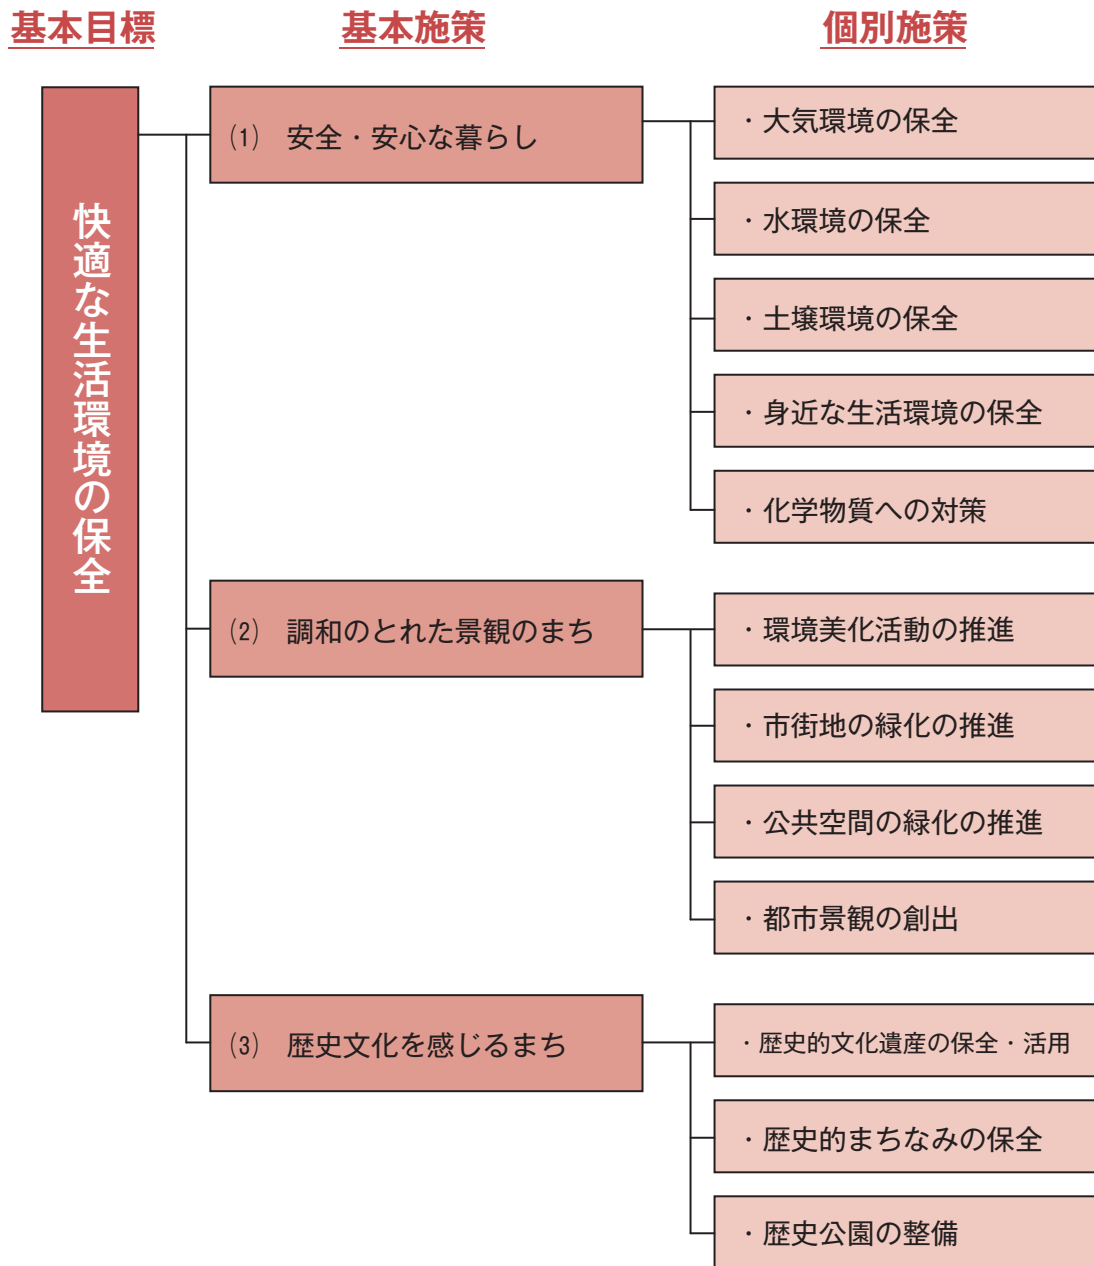 基本目標
基本施策
個別施策
快適な生活環境の保全
(1) 安全・安心な暮らし
・大気環境の保全
・水環境の保全
・土壌環境の保全
・身近な生活環境の保全
・化学物質への対策
(2) 調和のとれた景観のまち
・環境美化活動の推進
・市街地の緑化の推進
・公共空間の緑化の推進
・都市景観の創出
(3) 歴史文化を感じるまち
・歴史的文化遺産の保全・活用
・歴史的まちなみの保全
・歴史公園の整備